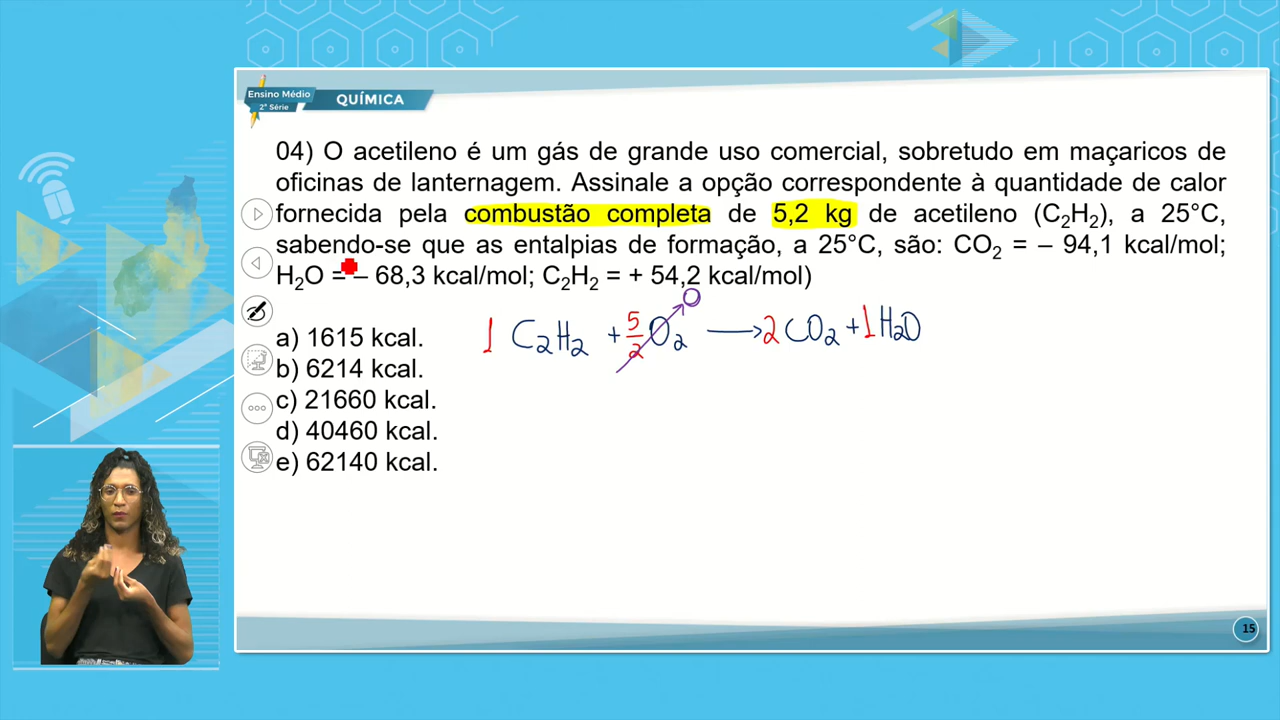 Ensino Médio
2ª Série
QUÍMICA
04) O acetileno é um gás de grande uso comercial, sobretudo em maçaricos de
oficinas de lanternagem. Assinale a opção correspondente à quantidade de calor
fornecida pela combustão completa de 5,2 kg de acetileno (C₂H₂), a 25°C,
sabendo-se que as entalpias de formação, a 25°C, são: CO₂ = – 94,1 kcal/mol;
H₂O = – 68,3 kcal/mol; C₂H₂ = + 54,2 kcal/mol)
1 C₂H₂ + 5/2 O₂ ⟶ 2 CO₂ + 1 H₂O
O
a) 1615 kcal.
b) 6214 kcal.
c) 21660 kcal.
d) 40460 kcal.
e) 62140 kcal.
15